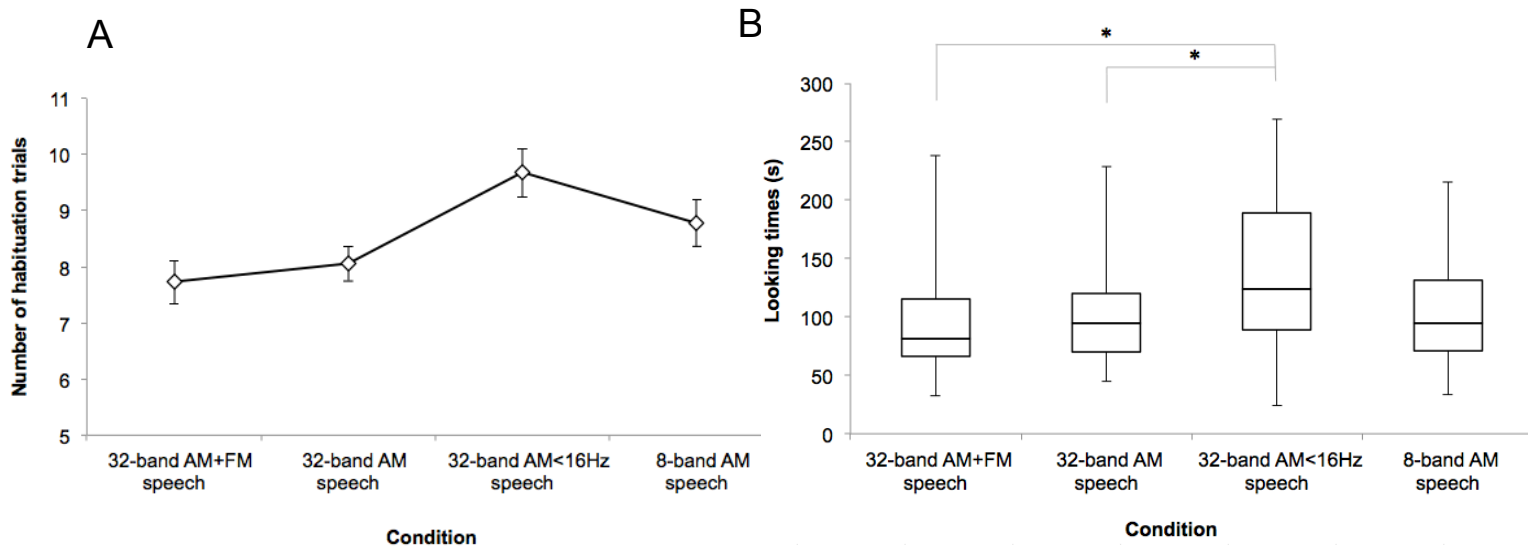 A
Number of habituation trials
11
10
9
8
7
6
5
32-band AM+FM speech
32-band AM speech
32-band AM<16Hz speech
8-band AM speech
Condition
B
*
*
Looking times (s)
300
250
200
150
100
50
0
32-band AM+FM speech
32-band AM speech
32-band AM<16Hz speech
8-band AM speech
Condition